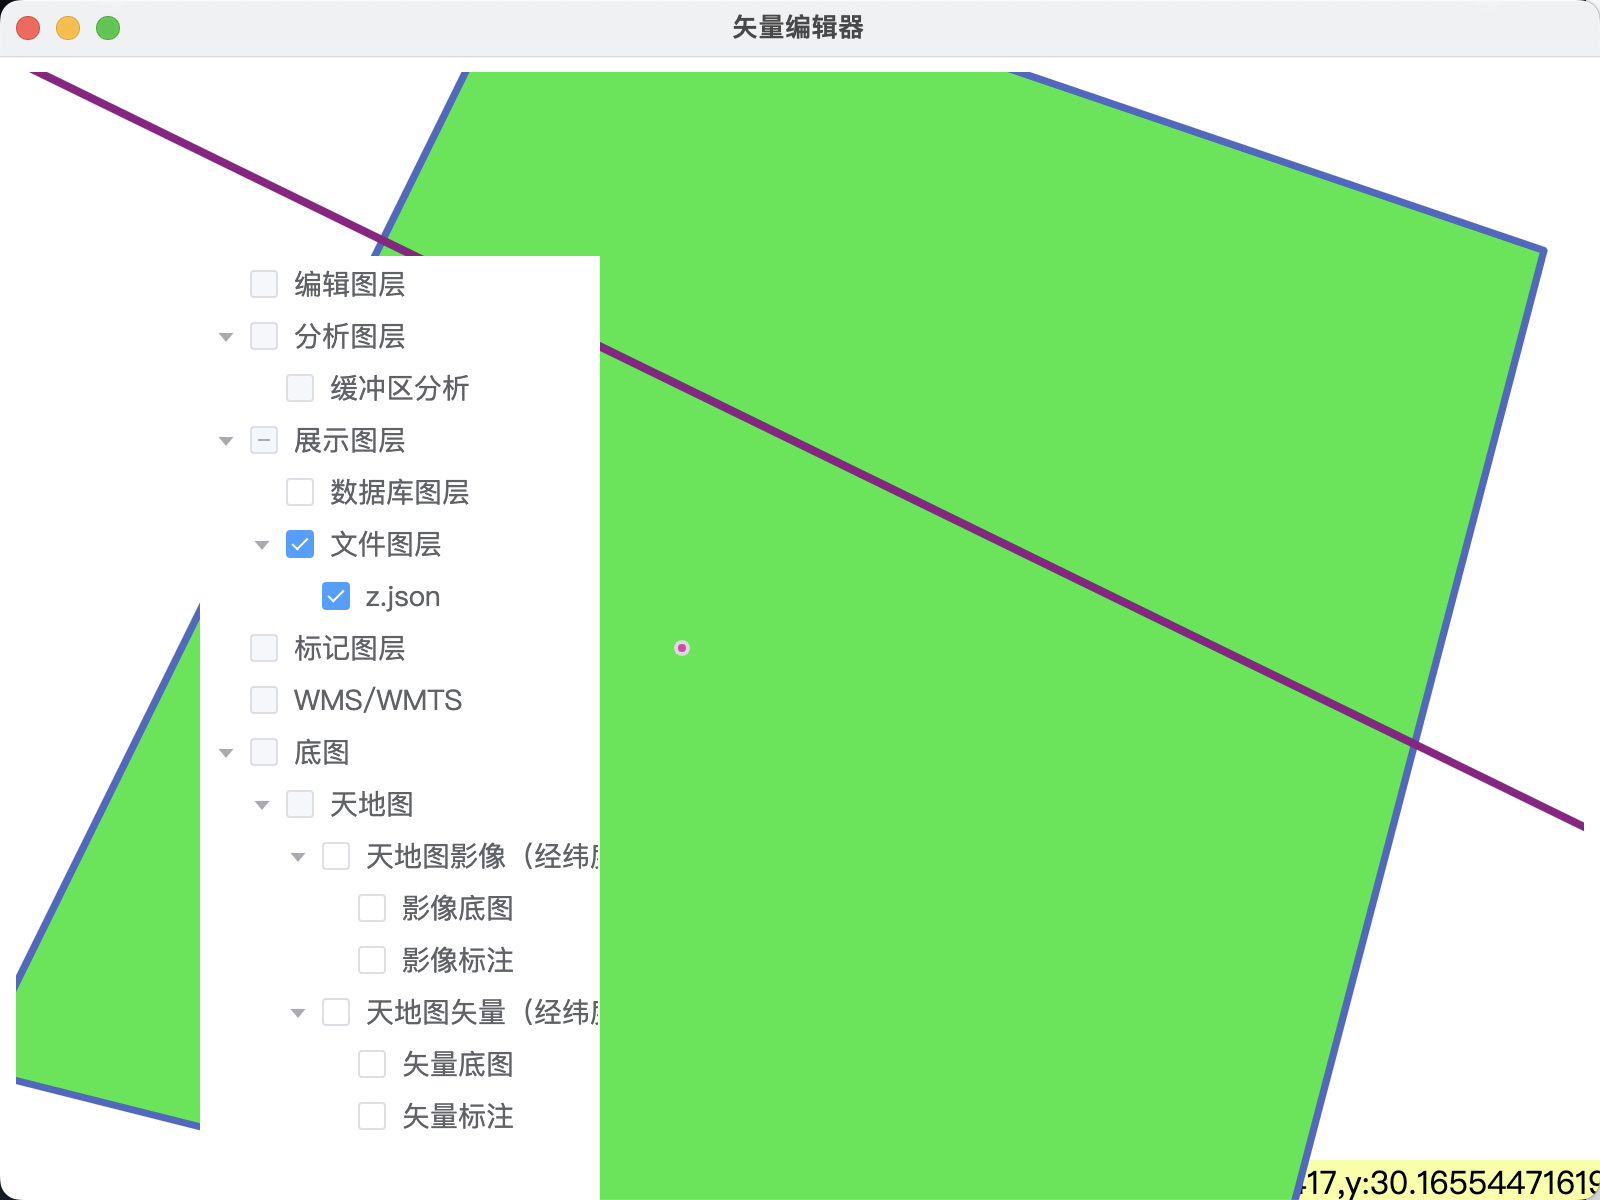 矢量编辑器
编辑图层
分析图层
缓冲区分析
展示图层
数据库图层
文件图层
z.json
标记图层
WMS/WMTS
底图
天地图
天地图影像（经纬
影像底图
影像标注
天地图矢量（经纬
矢量底图
矢量标注
17,y:30.16554471619